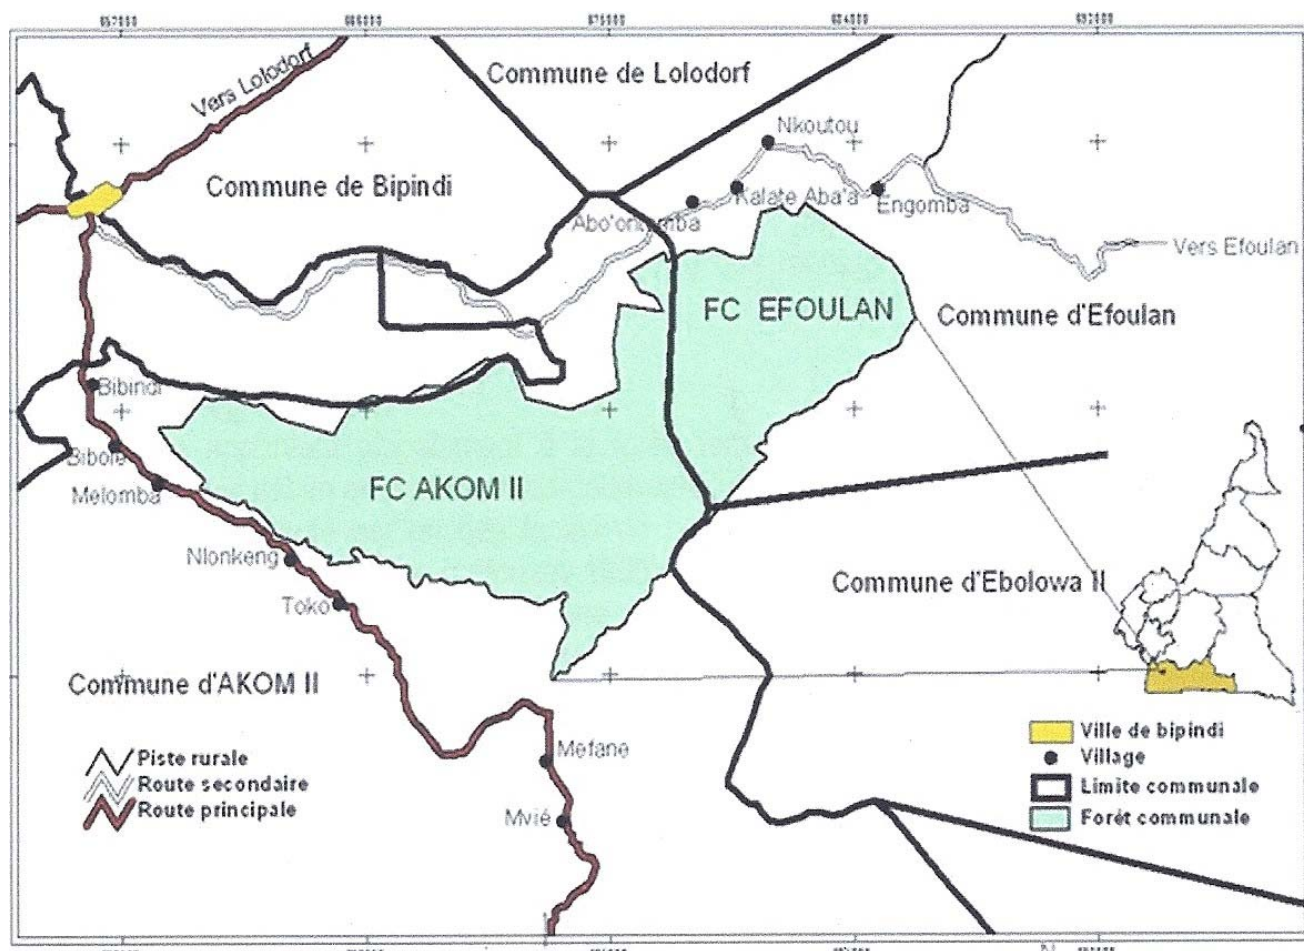 Commune de Lolodorf
Vers Lolodorf
Nkoutou
Commune de Bipindi
Kalate Aba'a
Engomba
Vers Efoulan
FC EFOULAN
Commune d'Efoulan
Bibindi
Bibole
Melomba
FC AKOM II
Nlonkeng
Toko
Commune d'Ebolowa II
Commune d'AKOM II
Mefane
Mvié
Piste rurale
Route secondaire
Route principale
Ville de bipindi
Village
Limite communale
Forêt communale